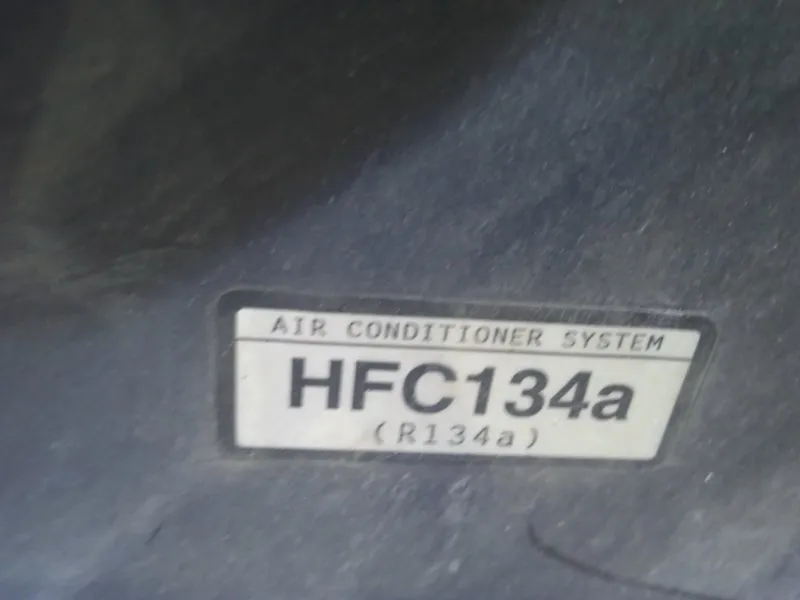 AIR CONDITIONER SYSTEM
HFC134a
(R134a)